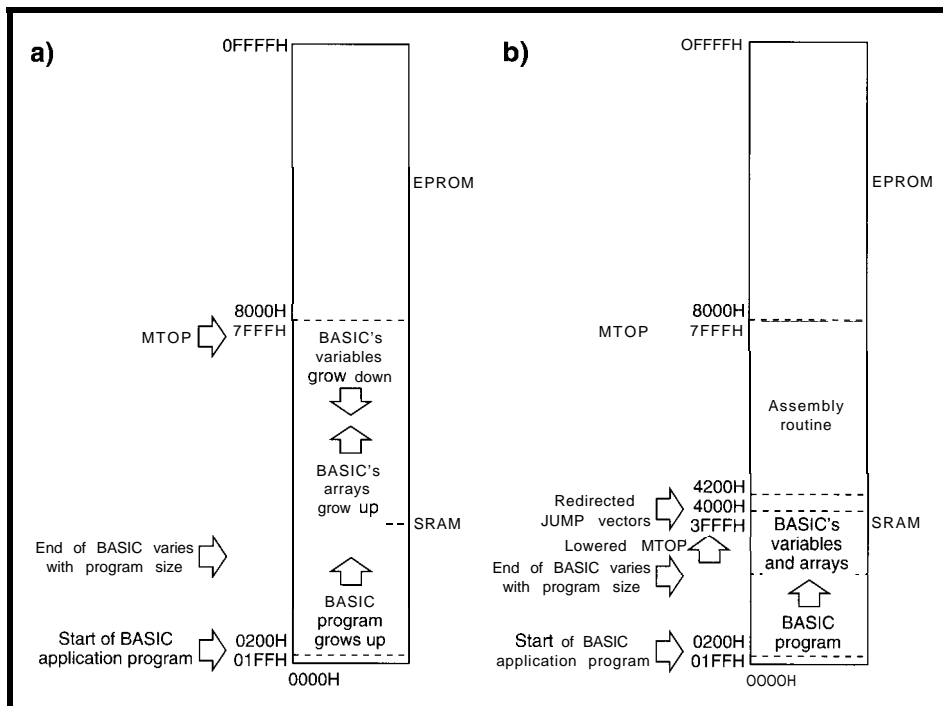 a)
0FFFFH
EPROM
8000H
MTOP
7FFFH
BASIC's
variables
grow down
BASIC's
arrays
grow up
SRAM
End of BASIC varies
with program size
BASIC
program
grows up
Start of BASIC
application program
0200H
01FFH
0000H
b)
OFFFFH
EPROM
8000H
MTOP
7FFFH
Assembly
routine
4200H
Redirected
JUMP vectors
4000H
3FFFH
Lowered MTOP
BASIC's
variables
and arrays
SRAM
End of BASIC varies
with program size
BASIC
program
Start of BASIC
application program
0200H
01FFH
0000H